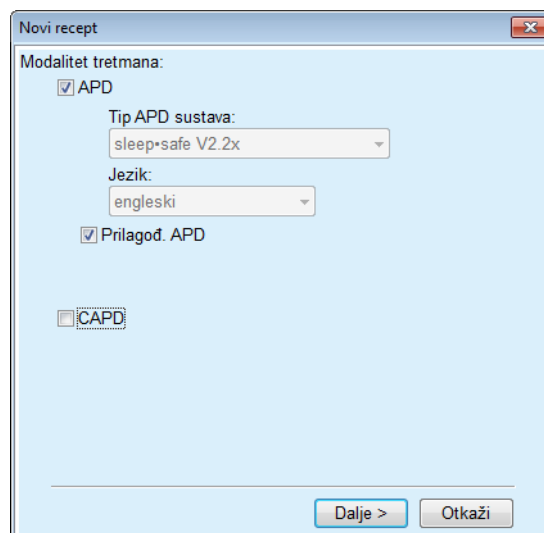 Novi recept
Modalitet tretmana:
APD
Tip APD sustava:
sleep•safe V2.2x
Jezik:
engleski
Prilagođ. APD
CAPD
Dalje > Otkaži